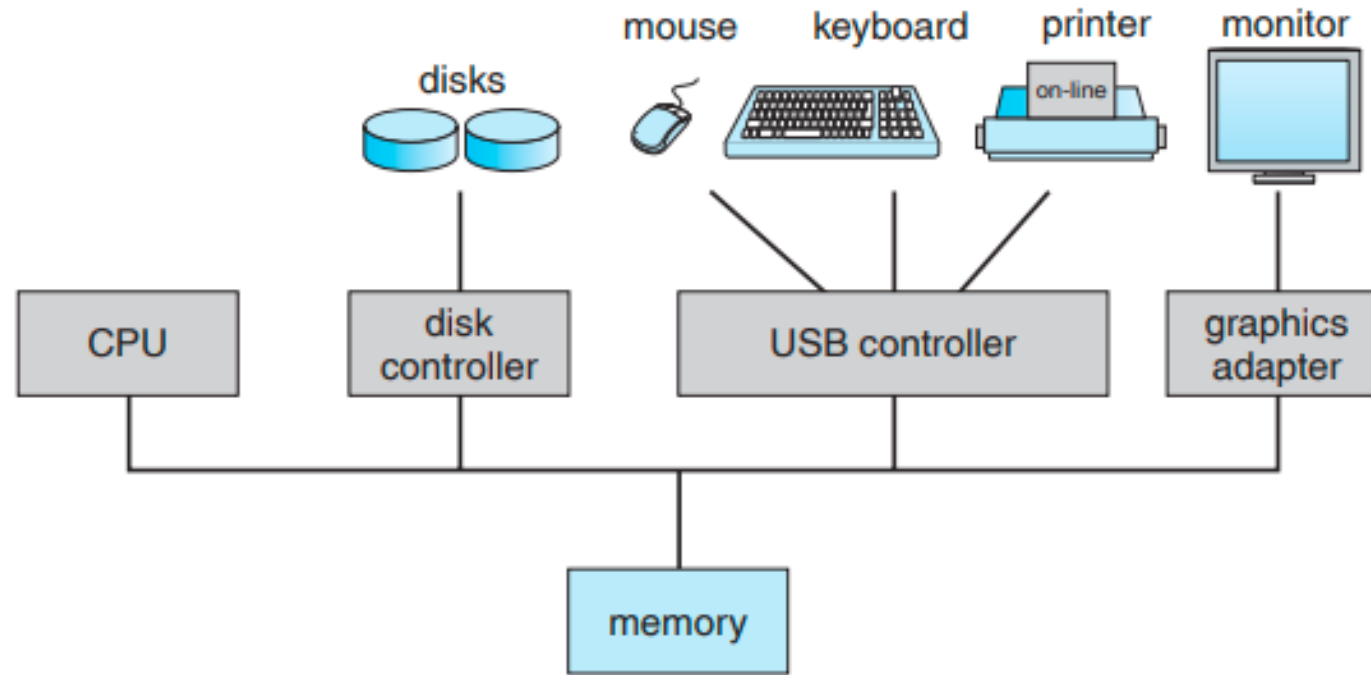 mouse
keyboard
printer
monitor
disks
on-line
CPU
disk
controller
USB controller
graphics
adapter
memory